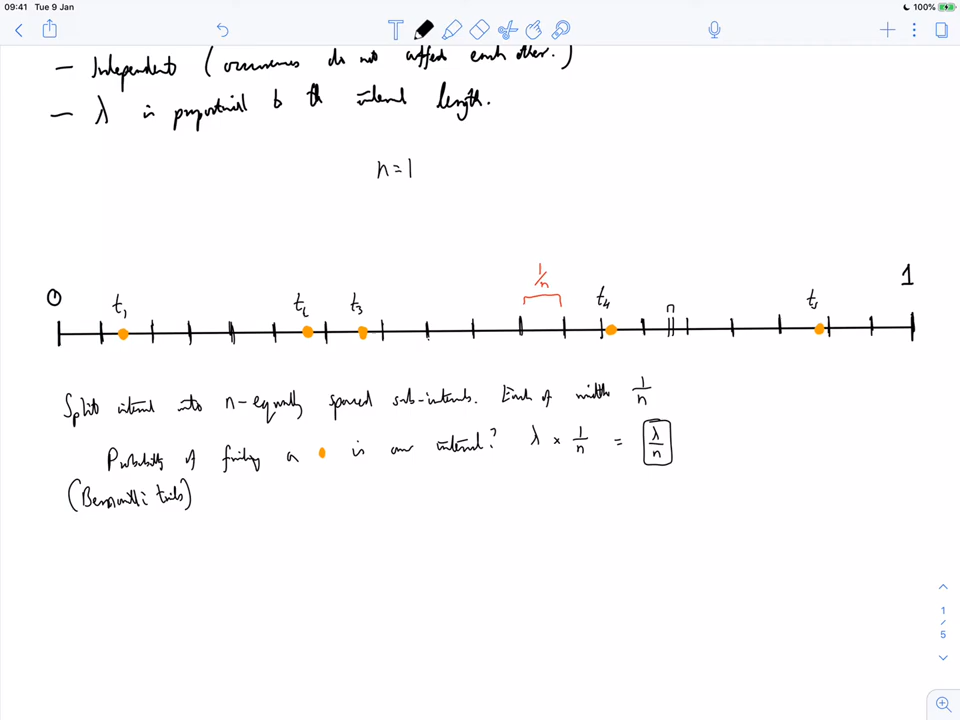 09:41 Tue 9 Jan 100%
T
— Independent (occurrences do not affect each other.)
— λ is proportional to the interval length.
n=1
1/n
0 t₁ t₂ t₃ t₄ n t₅ 1
Split interval into n-equally spaced sub-intervals. Each of width 1/n
Probability of finding a is an interval? λ × 1/n = λ/n
(Bernoulli trials)
1
/
5